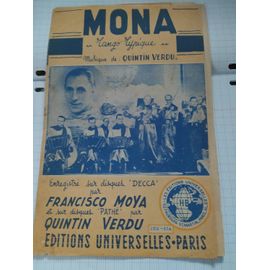 MONA
Tango Typique
Musique de QUINTIN VERDU
Enregistré sur disques "DECCA"
par
FRANCISCO MOYA
et sur disques "PATHÉ" par
QUINTIN VERDU
EDITIONS UNIVERSELLES-PARIS